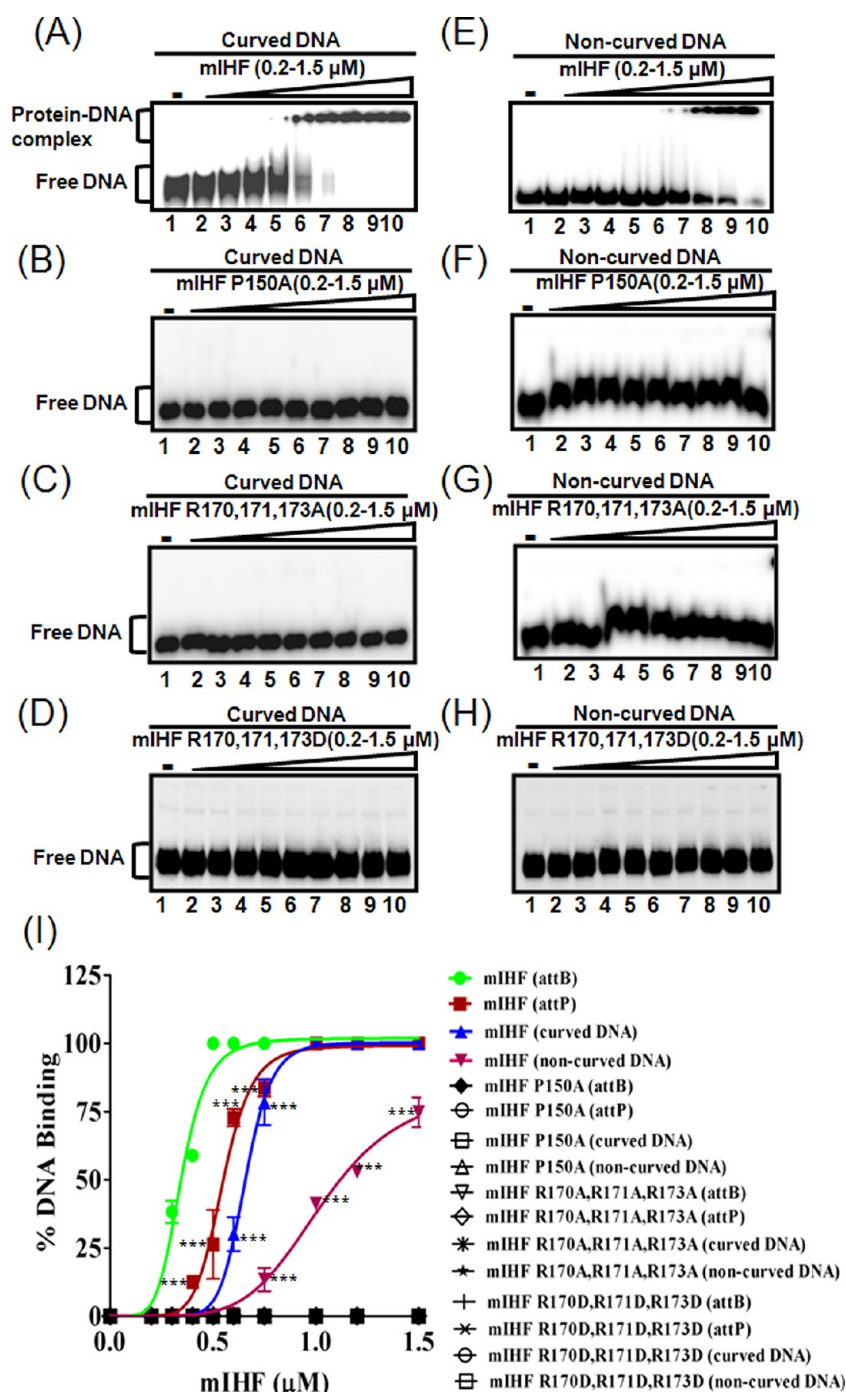 (A)
Curved DNA
mIHF (0.2-1.5 µM)
-
Protein-DNA
complex
Free DNA
1 2 3 4 5 6 7 8 910
(E)
Non-curved DNA
mIHF (0.2-1.5 µM)
-
1 2 3 4 5 6 7 8 9 10
(B)
Curved DNA
mIHF P150A(0.2-1.5 µM)
-
Free DNA
1 2 3 4 5 6 7 8 9 10
(F)
Non-curved DNA
mIHF P150A(0.2-1.5 µM)
-
1 2 3 4 5 6 7 8 9 10
(C)
Curved DNA
mIHF R170,171,173A(0.2-1.5 µM)
-
Free DNA
1 2 3 4 5 6 7 8 9 10
(G)
Non-curved DNA
mIHF R170,171,173A(0.2-1.5 µM)
-
1 2 3 4 5 6 7 8 910
(D)
Curved DNA
mIHF R170,171,173D(0.2-1.5 µM)
-
Free DNA
1 2 3 4 5 6 7 8 9 10
(H)
Non-curved DNA
mIHF R170,171,173D(0.2-1.5 µM)
-
1 2 3 4 5 6 7 8 9 10
(I)
% DNA Binding
125
100
75
50
25
0
*** ***
***
***
***
***
***
***
***
***
0.0 0.5 1.0 1.5
mIHF (µM)
mIHF (attB)
mIHF (attP)
mIHF (curved DNA)
mIHF (non-curved DNA)
mIHF P150A (attB)
mIHF P150A (attP)
mIHF P150A (curved DNA)
mIHF P150A (non-curved DNA)
mIHF R170A,R171A,R173A (attB)
mIHF R170A,R171A,R173A (attP)
mIHF R170A,R171A,R173A (curved DNA)
mIHF R170A,R171A,R173A (non-curved DNA)
mIHF R170D,R171D,R173D (attB)
mIHF R170D,R171D,R173D (attP)
mIHF R170D,R171D,R173D (curved DNA)
mIHF R170D,R171D,R173D (non-curved DNA)